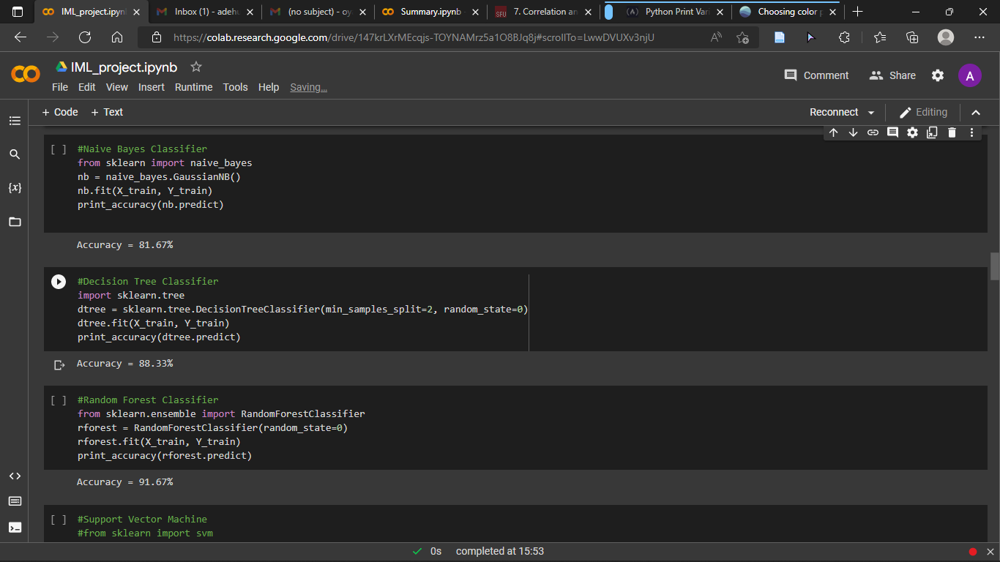 IML_project.ipyn
Inbox (1) - adeh
(no subject) - oy
Summary.ipynb
SFU 7. Correlation an
(A) Python Print Var
Choosing color p
https://colab.research.google.com/drive/147krLXrMEcqjs-TOYNAMrz5a1O8BJq8j#scrollTo=LwwDVUXv3njU
IML_project.ipynb
File Edit View Insert Runtime Tools Help Saving...
Comment Share A
+ Code + Text
Reconnect Editing
[ ] #Naive Bayes Classifier
from sklearn import naive_bayes
nb = naive_bayes.GaussianNB()
nb.fit(X_train, Y_train)
print_accuracy(nb.predict)
Accuracy = 81.67%
#Decision Tree Classifier
import sklearn.tree
dtree = sklearn.tree.DecisionTreeClassifier(min_samples_split=2, random_state=0)
dtree.fit(X_train, Y_train)
print_accuracy(dtree.predict)
Accuracy = 88.33%
[ ] #Random Forest Classifier
from sklearn.ensemble import RandomForestClassifier
rforest = RandomForestClassifier(random_state=0)
rforest.fit(X_train, Y_train)
print_accuracy(rforest.predict)
Accuracy = 91.67%
[ ] #Support Vector Machine
#from sklearn import svm
0s completed at 15:53